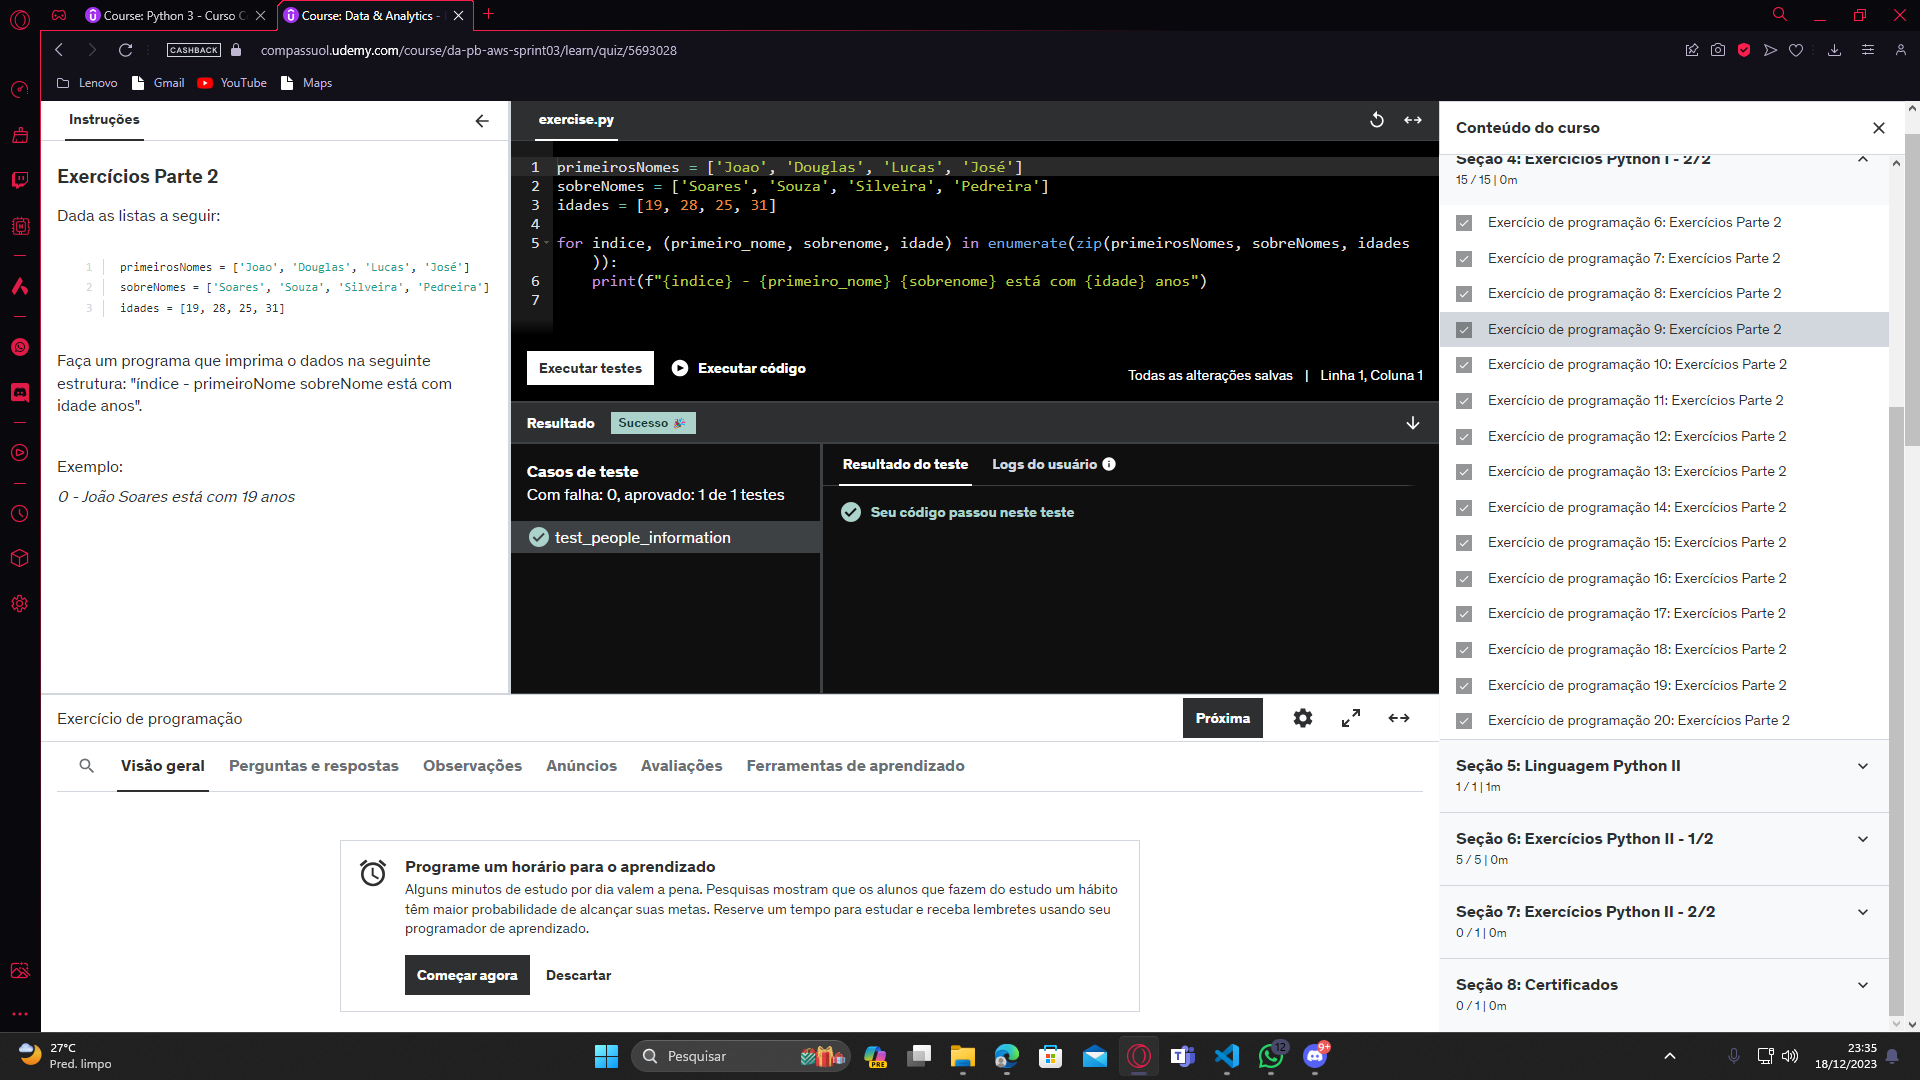 Course: Python 3 - Curso C
Course: Data & Analytics -
CASHBACK
compassuol.udemy.com/course/da-pb-aws-sprint03/learn/quiz/5693028
Lenovo
Gmail
YouTube
Maps
Instruções
Exercícios Parte 2
Dada as listas a seguir:
1 primeirosNomes = ['Joao', 'Douglas', 'Lucas', 'José']
2 sobreNomes = ['Soares', 'Souza', 'Silveira', 'Pedreira']
3 idades = [19, 28, 25, 31]
Faça um programa que imprima o dados na seguinte
estrutura: "índice - primeiroNome sobreNome está com
idade anos".
Exemplo:
0 - João Soares está com 19 anos
exercise.py
1 primeirosNomes = ['Joao', 'Douglas', 'Lucas', 'José']
2 sobreNomes = ['Soares', 'Souza', 'Silveira', 'Pedreira']
3 idades = [19, 28, 25, 31]
4
5 for indice, (primeiro_nome, sobrenome, idade) in enumerate(zip(primeirosNomes, sobreNomes, idades
)):
6 print(f"{indice} - {primeiro_nome} {sobrenome} está com {idade} anos")
7
Executar testes
Executar código
Todas as alterações salvas | Linha 1, Coluna 1
Resultado
Sucesso
Casos de teste
Com falha: 0, aprovado: 1 de 1 testes
test_people_information
Resultado do teste
Logs do usuário
Seu código passou neste teste
Conteúdo do curso
Seção 4: Exercícios Python I - 2/2
15 / 15 | 0m
Exercício de programação 6: Exercícios Parte 2
Exercício de programação 7: Exercícios Parte 2
Exercício de programação 8: Exercícios Parte 2
Exercício de programação 9: Exercícios Parte 2
Exercício de programação 10: Exercícios Parte 2
Exercício de programação 11: Exercícios Parte 2
Exercício de programação 12: Exercícios Parte 2
Exercício de programação 13: Exercícios Parte 2
Exercício de programação 14: Exercícios Parte 2
Exercício de programação 15: Exercícios Parte 2
Exercício de programação 16: Exercícios Parte 2
Exercício de programação 17: Exercícios Parte 2
Exercício de programação 18: Exercícios Parte 2
Exercício de programação 19: Exercícios Parte 2
Exercício de programação 20: Exercícios Parte 2
Seção 5: Linguagem Python II
1 / 1 | 1m
Seção 6: Exercícios Python II - 1/2
5 / 5 | 0m
Seção 7: Exercícios Python II - 2/2
0 / 1 | 0m
Seção 8: Certificados
0 / 1 | 0m
Exercício de programação
Próxima
Visão geral
Perguntas e respostas
Observações
Anúncios
Avaliações
Ferramentas de aprendizado
Programe um horário para o aprendizado
Alguns minutos de estudo por dia valem a pena. Pesquisas mostram que os alunos que fazem do estudo um hábito
têm maior probabilidade de alcançar suas metas. Reserve um tempo para estudar e receba lembretes usando seu
programador de aprendizado.
Começar agora
Descartar
27°C
Pred. limpo
Pesquisar
PRE
12
9+
23:35
18/12/2023